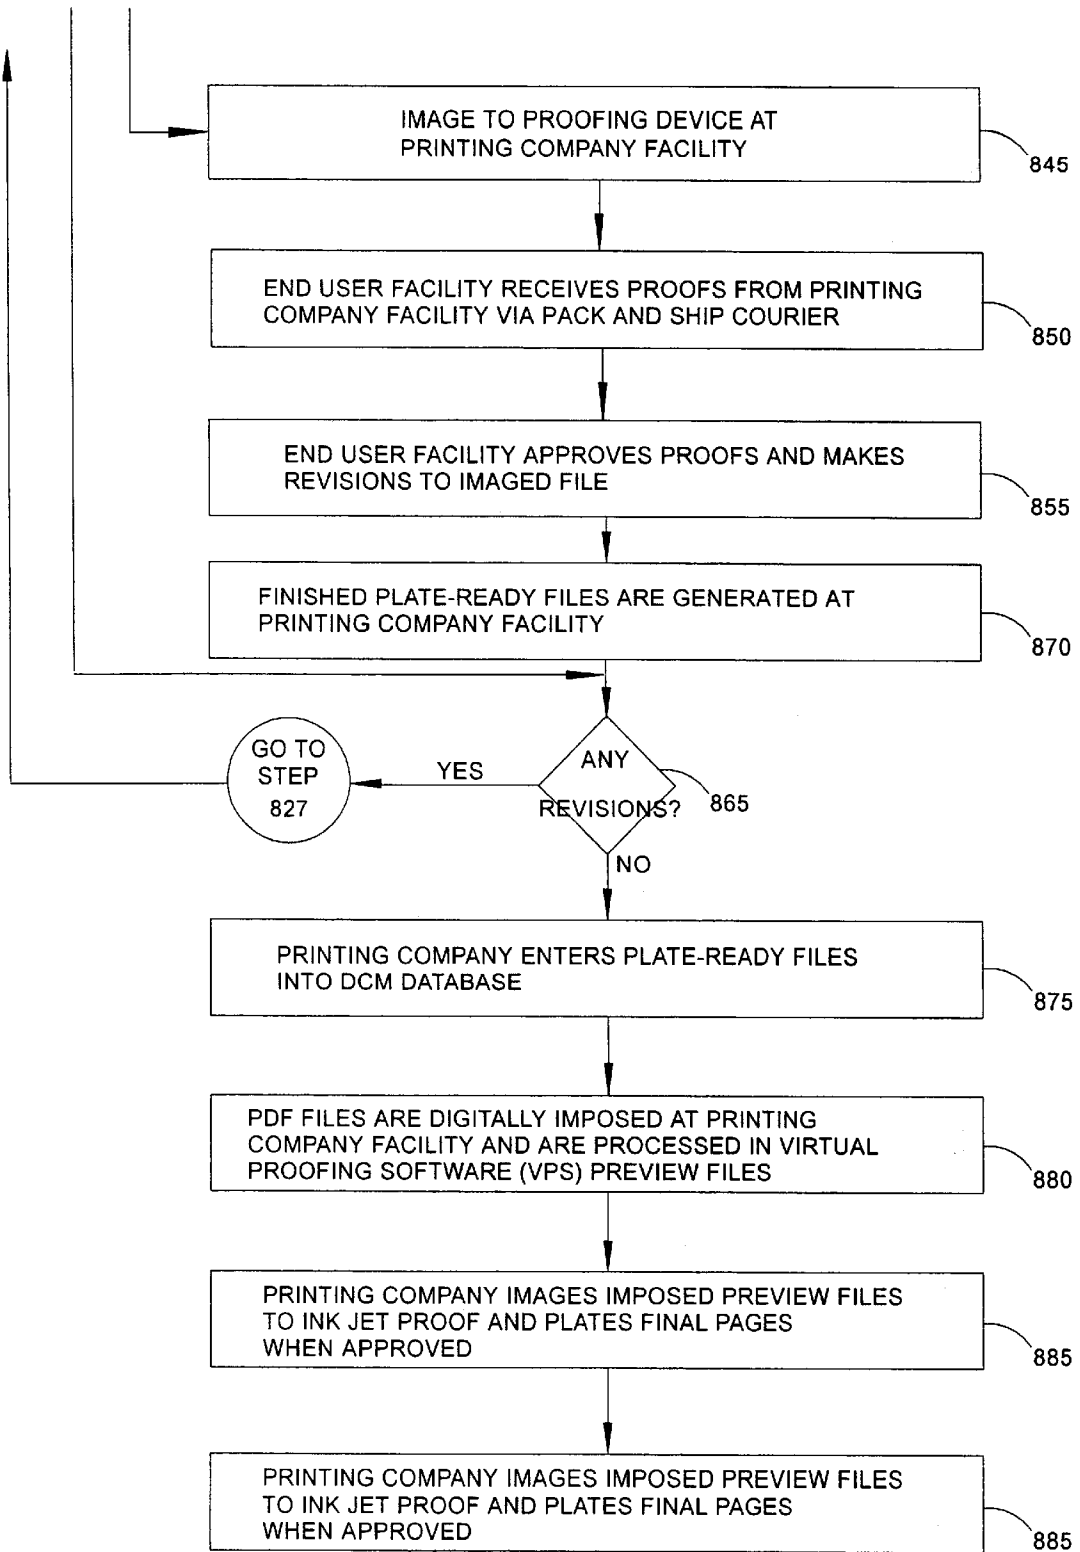 IMAGE TO PROOFING DEVICE AT
PRINTING COMPANY FACILITY
845
END USER FACILITY RECEIVES PROOFS FROM PRINTING
COMPANY FACILITY VIA PACK AND SHIP COURIER
850
END USER FACILITY APPROVES PROOFS AND MAKES
REVISIONS TO IMAGED FILE
855
FINISHED PLATE-READY FILES ARE GENERATED AT
PRINTING COMPANY FACILITY
870
GO TO
STEP
827
YES
ANY
REVISIONS?
865
NO
PRINTING COMPANY ENTERS PLATE-READY FILES
INTO DCM DATABASE
875
PDF FILES ARE DIGITALLY IMPOSED AT PRINTING
COMPANY FACILITY AND ARE PROCESSED IN VIRTUAL
PROOFING SOFTWARE (VPS) PREVIEW FILES
880
PRINTING COMPANY IMAGES IMPOSED PREVIEW FILES
TO INK JET PROOF AND PLATES FINAL PAGES
WHEN APPROVED
885
PRINTING COMPANY IMAGES IMPOSED PREVIEW FILES
TO INK JET PROOF AND PLATES FINAL PAGES
WHEN APPROVED
885